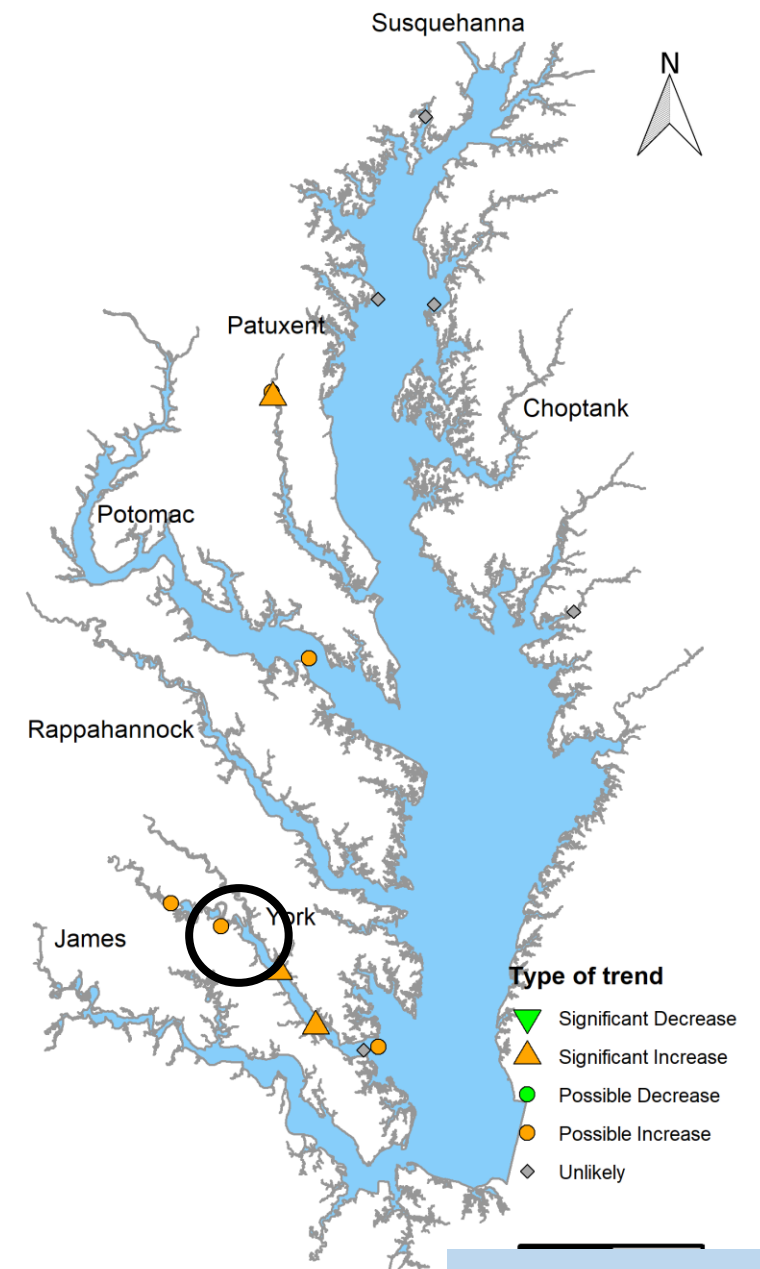 Susquehanna
N
Patuxent
Choptank
Potomac
Rappahannock
York
James
Type of trend
Significant Decrease
Significant Increase
Possible Decrease
Possible Increase
Unlikely